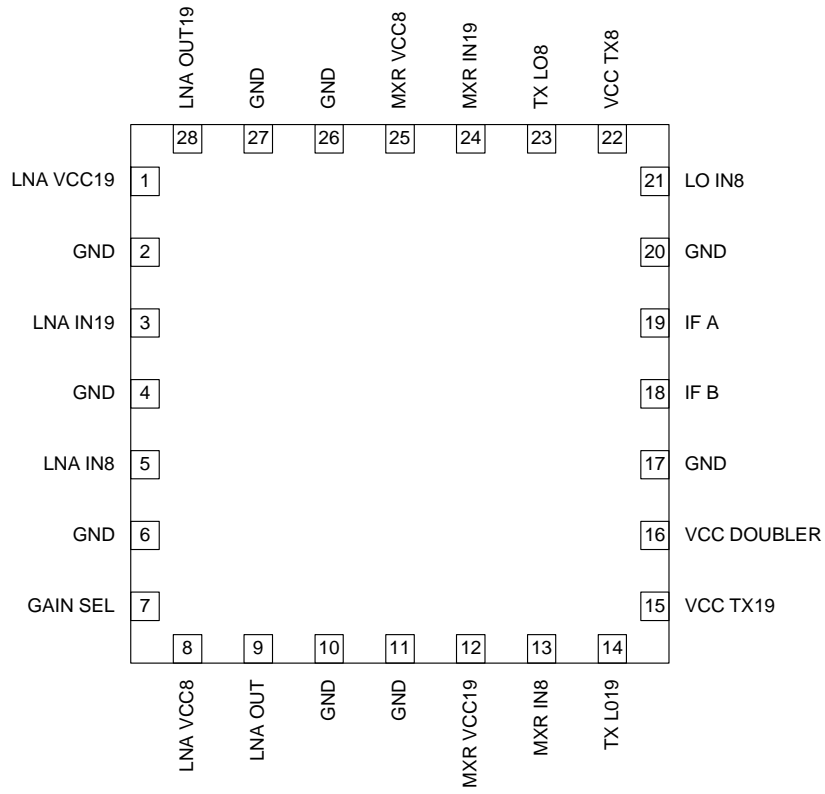 LNA OUT19
GND
GND
MXR VCC8
MXR IN19
TX LO8
VCC TX8
28
27
26
25
24
23
22
LNA VCC19
1
21
LO IN8
GND
2
20
GND
LNA IN19
3
19
IF A
GND
4
18
IF B
LNA IN8
5
17
GND
GND
6
16
VCC DOUBLER
GAIN SEL
7
15
VCC TX19
8
9
10
11
12
13
14
LNA VCC8
LNA OUT
GND
GND
MXR VCC19
MXR IN8
TX L019